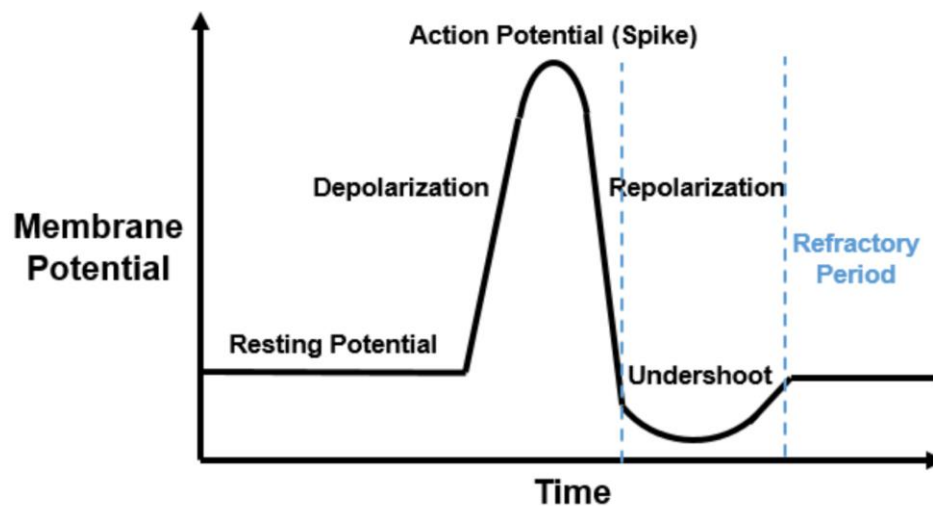 Action Potential (Spike)
Depolarization
Repolarization
Membrane
Potential
Refractory
Period
Resting Potential
Undershoot
Time